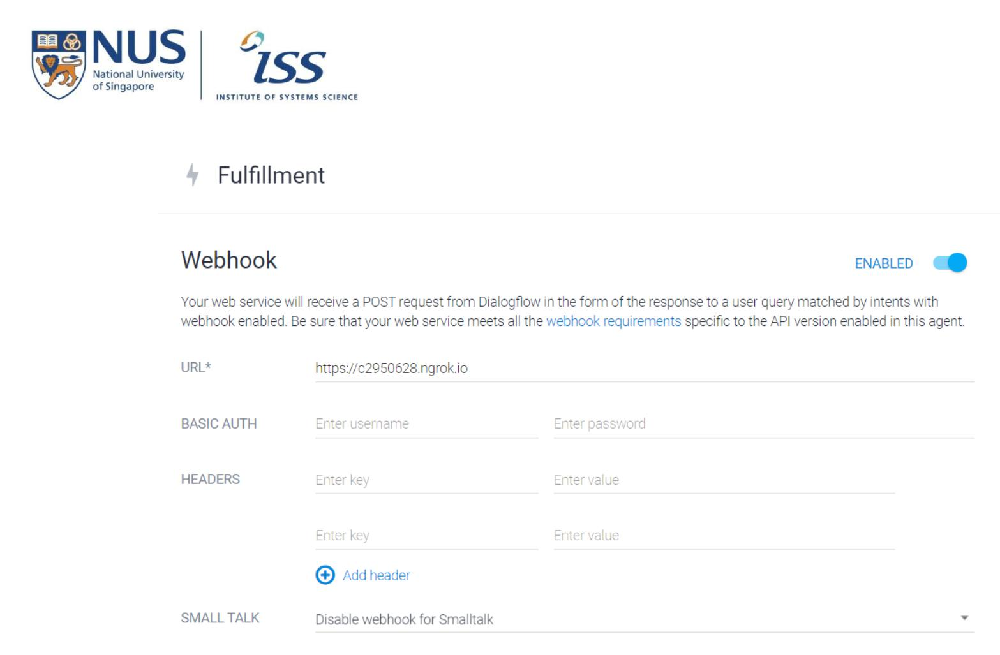 NUS
National University
of Singapore
ISS
INSTITUTE OF SYSTEMS SCIENCE
Fulfillment
Webhook
ENABLED
Your web service will receive a POST request from Dialogflow in the form of the response to a user query matched by intents with
webhook enabled. Be sure that your web service meets all the webhook requirements specific to the API version enabled in this agent.
URL* https://c2950628.ngrok.io
BASIC AUTH Enter username Enter password
HEADERS Enter key Enter value
Enter key Enter value
Add header
SMALL TALK Disable webhook for Smalltalk